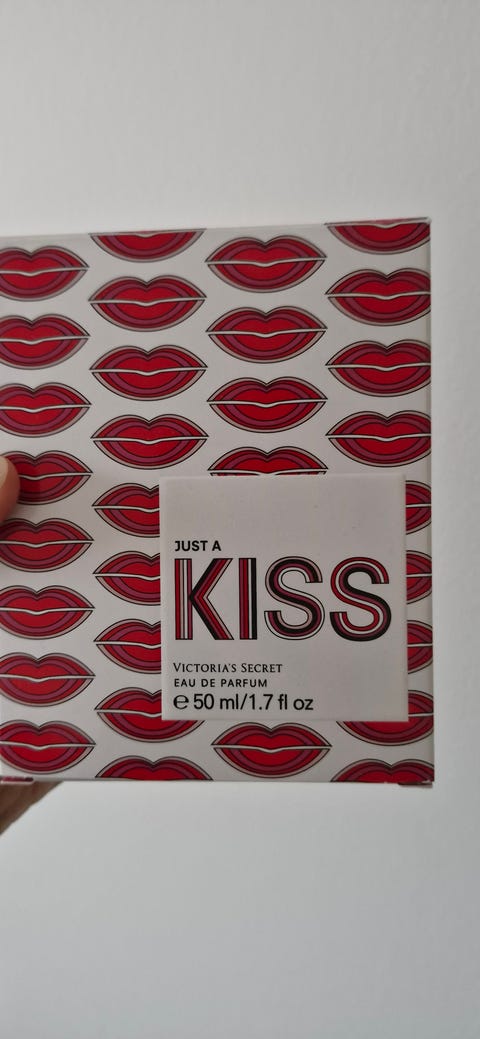 JUST A
KISS
VICTORIA'S SECRET
EAU DE PARFUM
℮ 50 ml/1.7 fl oz